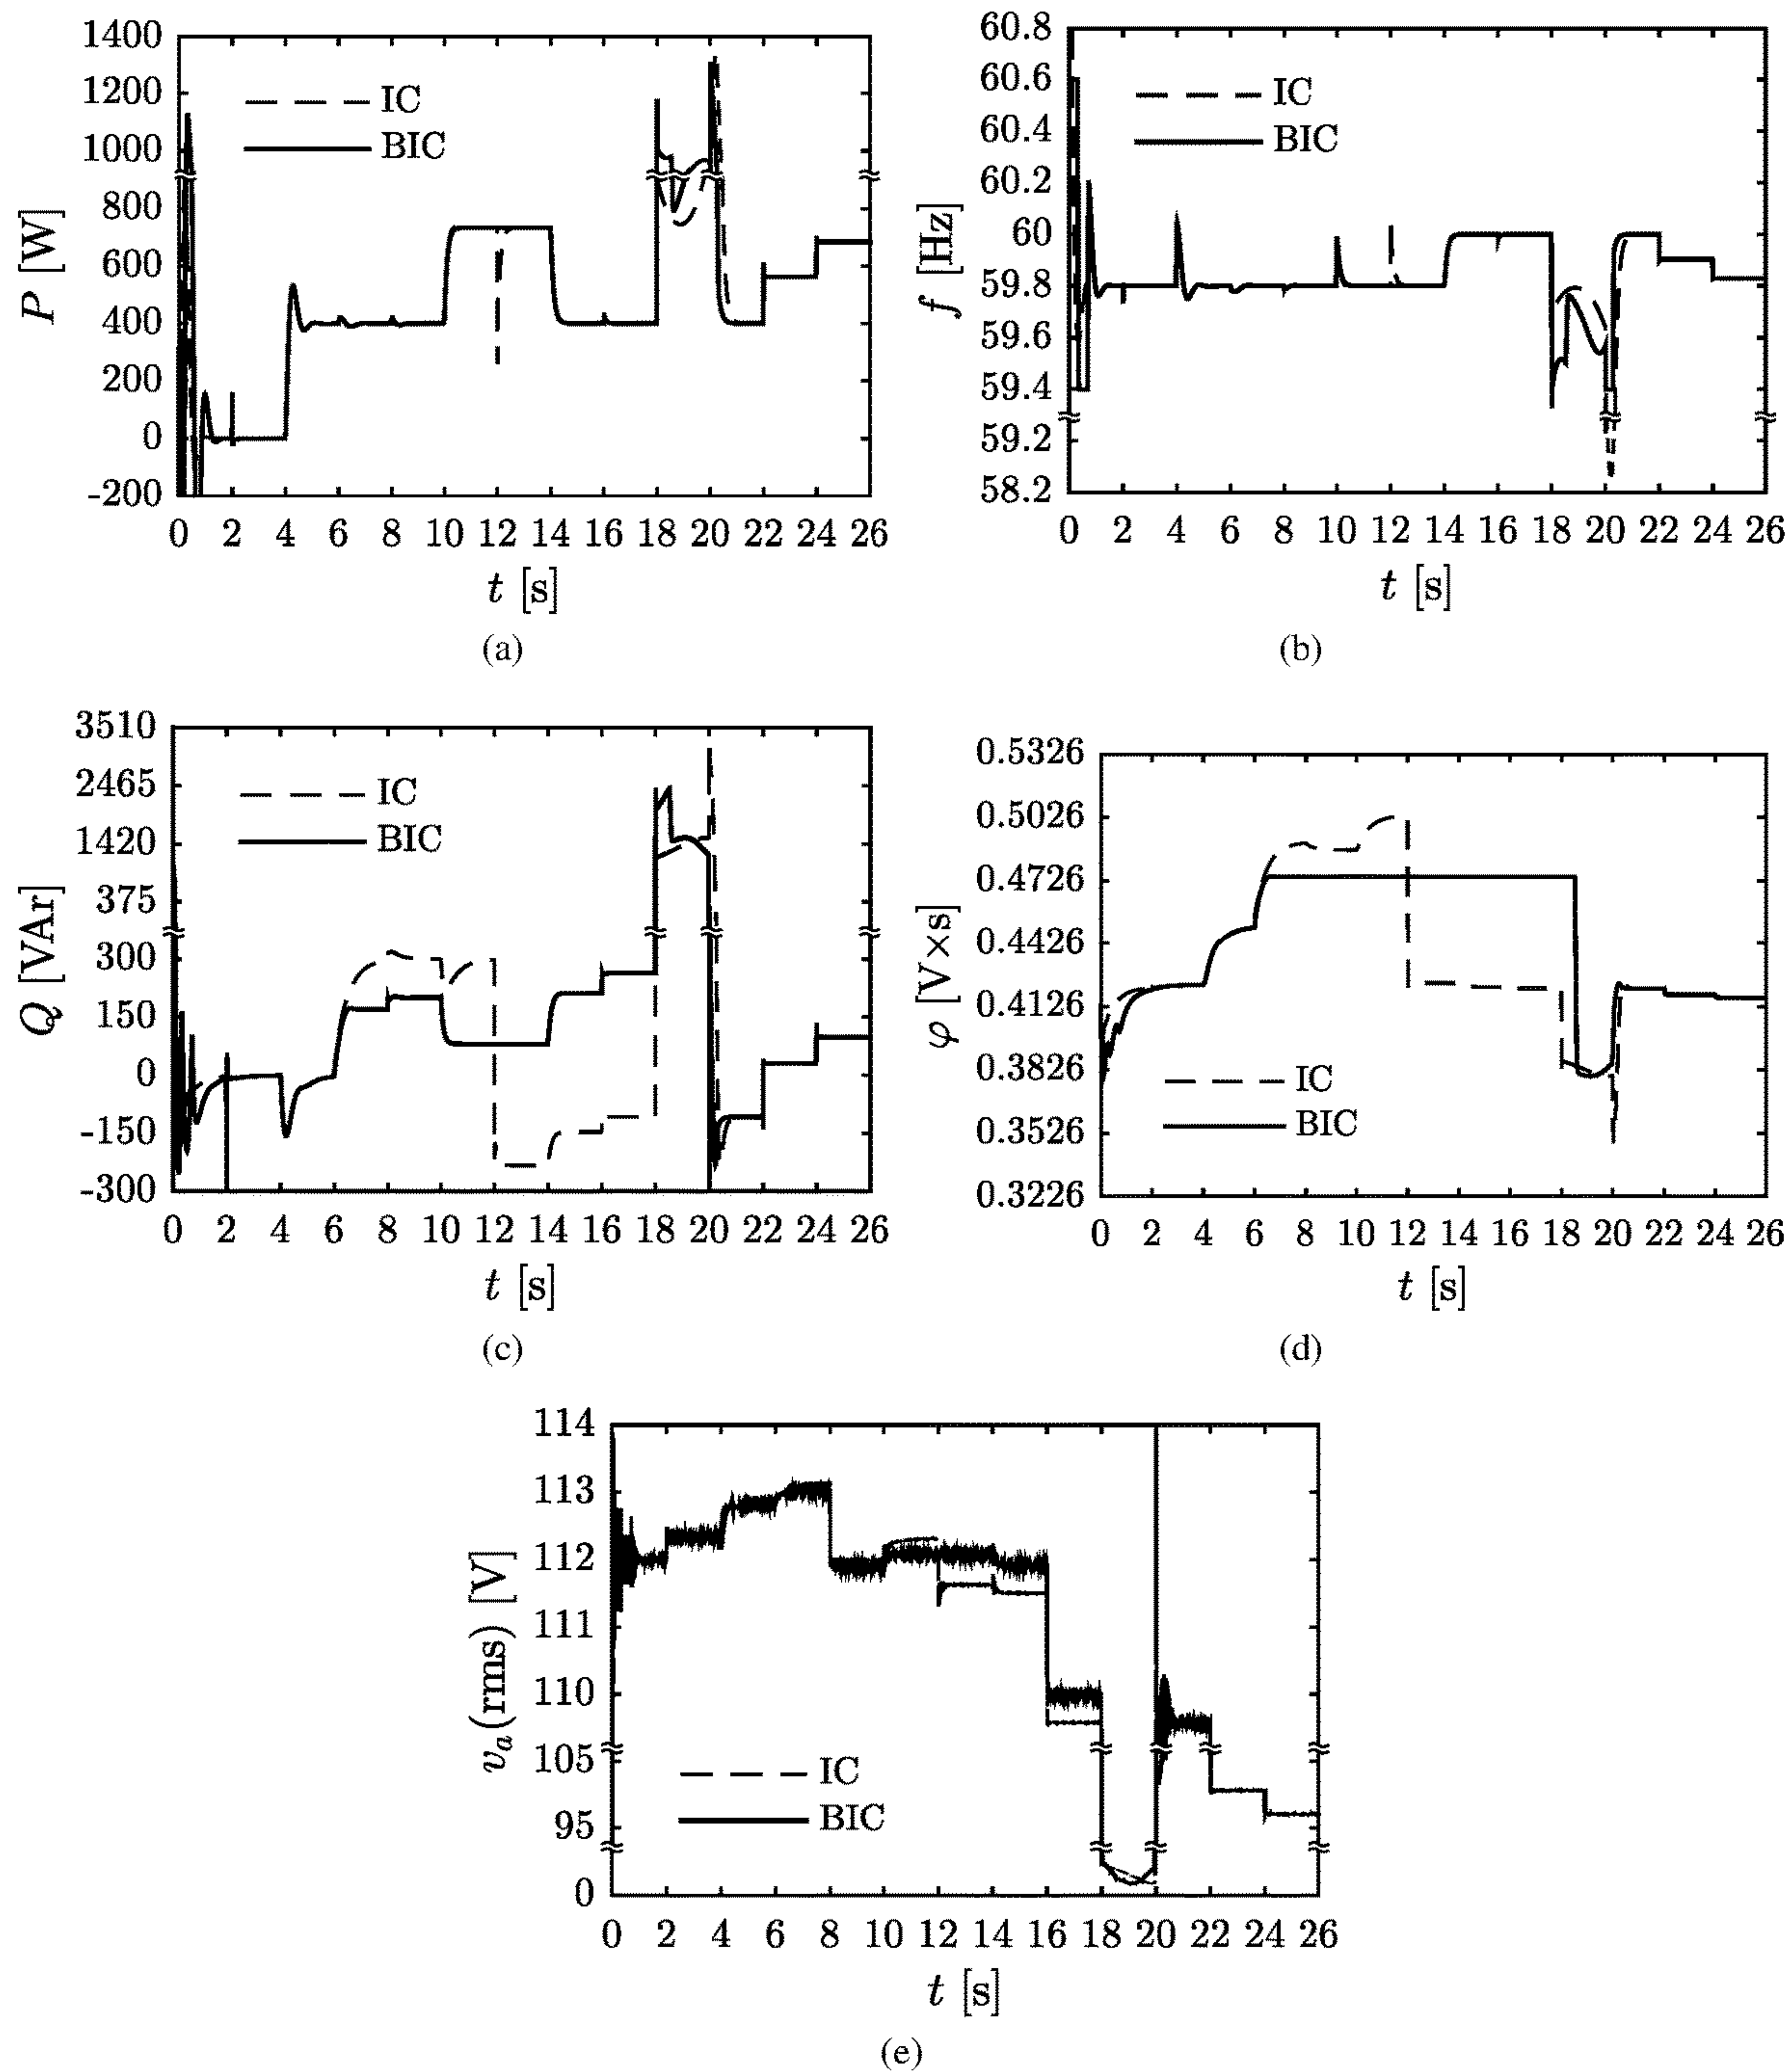 1400
1200
1000
800
600
400
200
0
-200
P [W]
IC
BIC
0 2 4 6 8 10 12 14 16 18 20 22 24 26
t [s]
(a)
60.8
60.6
60.4
60.2
60
59.8
59.6
59.4
59.2
58.2
f [Hz]
IC
BIC
0 2 4 6 8 10 12 14 16 18 20 22 24 26
t [s]
(b)
3510
2465
1420
375
300
150
0
-150
-300
Q [VAr]
IC
BIC
0 2 4 6 8 10 12 14 16 18 20 22 24 26
t [s]
(c)
0.5326
0.5026
0.4726
0.4426
0.4126
0.3826
0.3526
0.3226
φ [V×s]
IC
BIC
0 2 4 6 8 10 12 14 16 18 20 22 24 26
t [s]
(d)
114
113
112
111
110
105
95
0
vₐ(rms) [V]
IC
BIC
0 2 4 6 8 10 12 14 16 18 20 22 24 26
t [s]
(e)